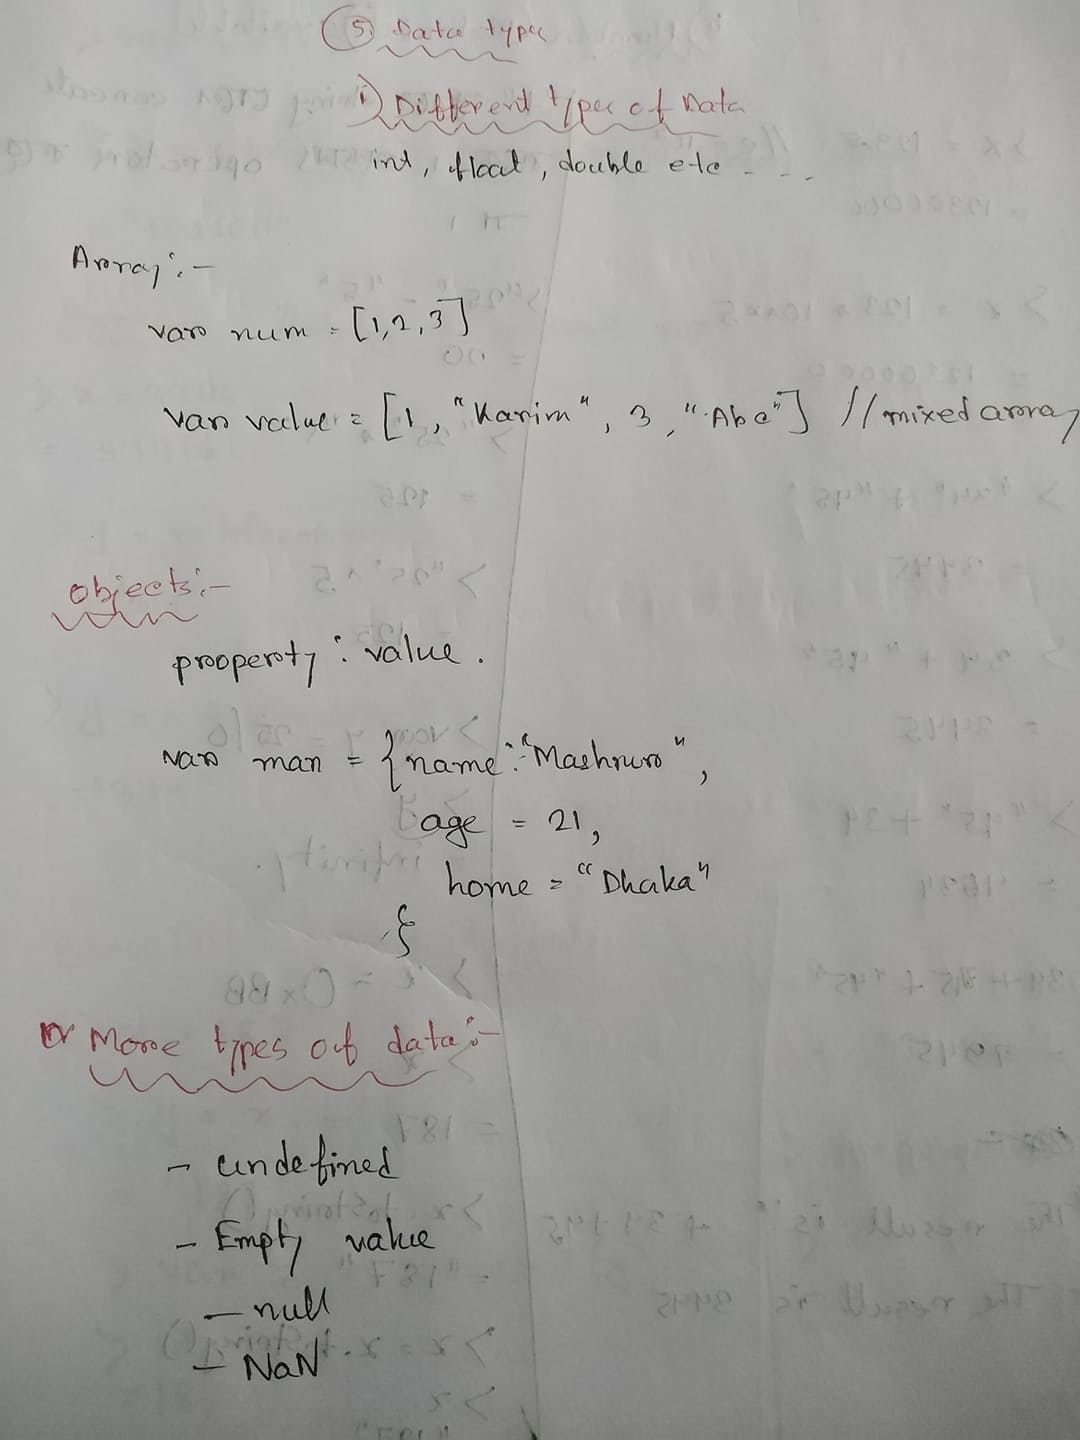 5) Data types
i) Different types of Data
int, float, double etc - - .
Array :-
var num = [1,2,3]
var value = [1, "Karim", 3, "Abc"] // mixed array
objects :-
property : value.
var man = {name: "Mashrur",
age = 21,
home = "Dhaka"
}
More types of data :-
- undefined
- Empty value
- null
- NaN